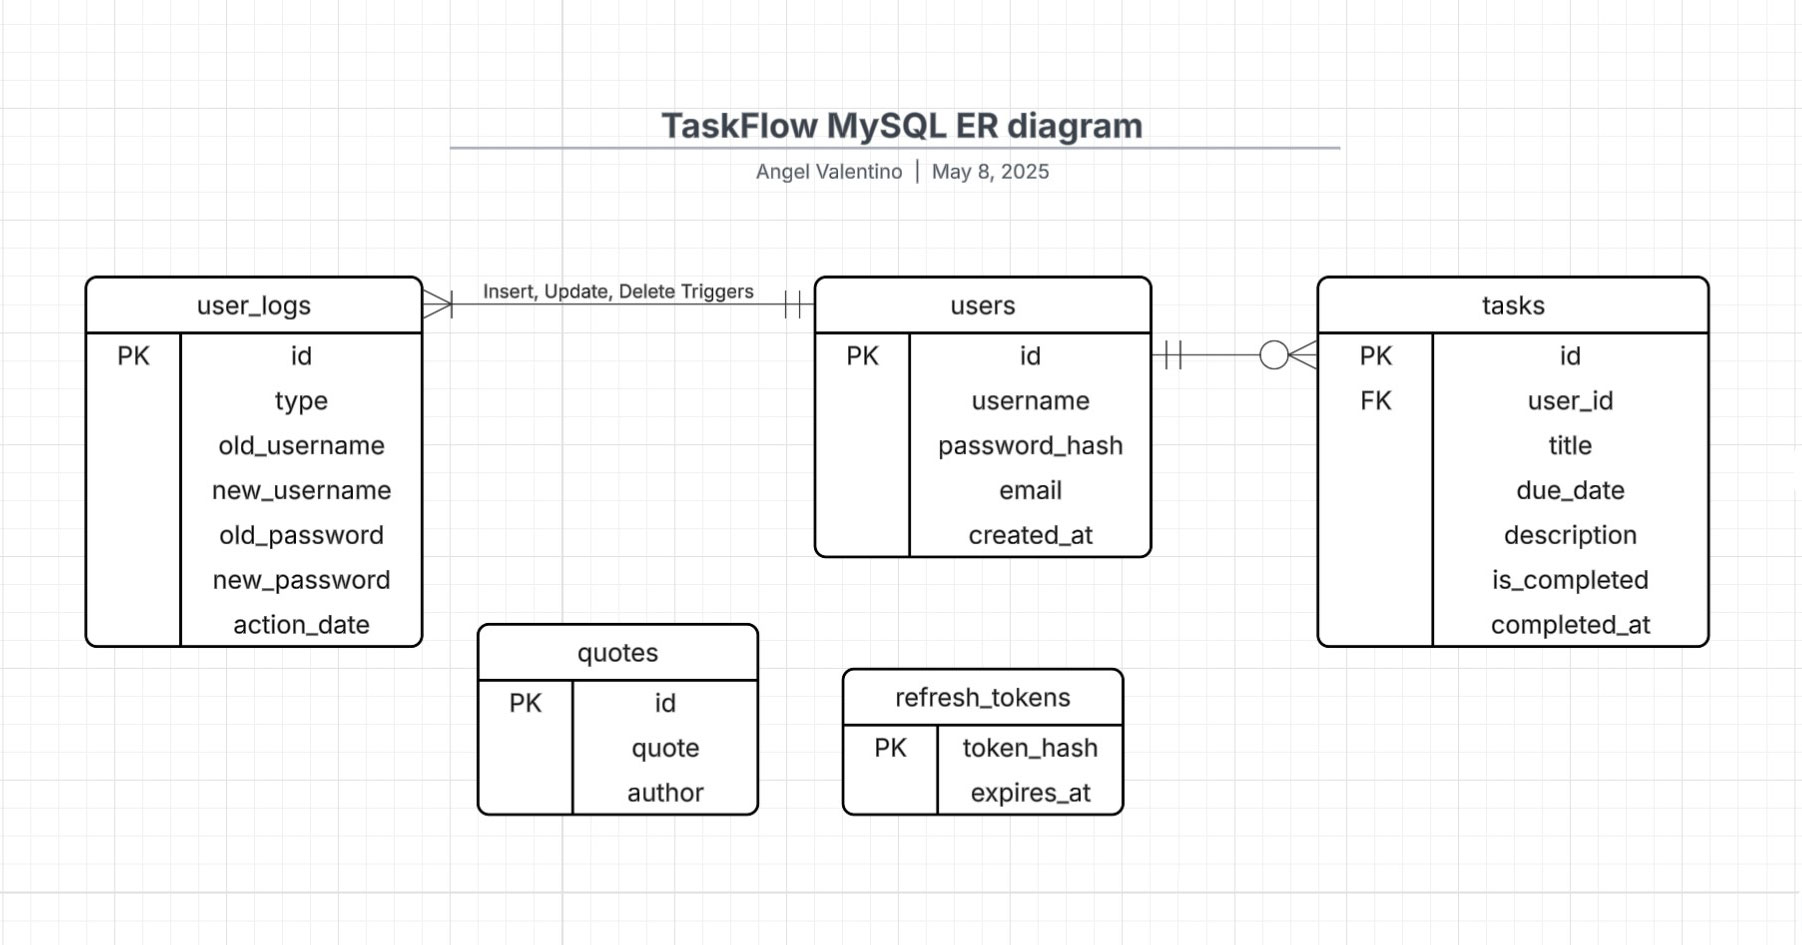 TaskFlow MySQL ER diagram
Angel Valentino | May 8, 2025
user_logs
PK id
type
old_username
new_username
old_password
new_password
action_date
Insert, Update, Delete Triggers
users
PK id
username
password_hash
email
created_at
tasks
PK id
FK user_id
title
due_date
description
is_completed
completed_at
quotes
PK id
quote
author
refresh_tokens
PK token_hash
expires_at